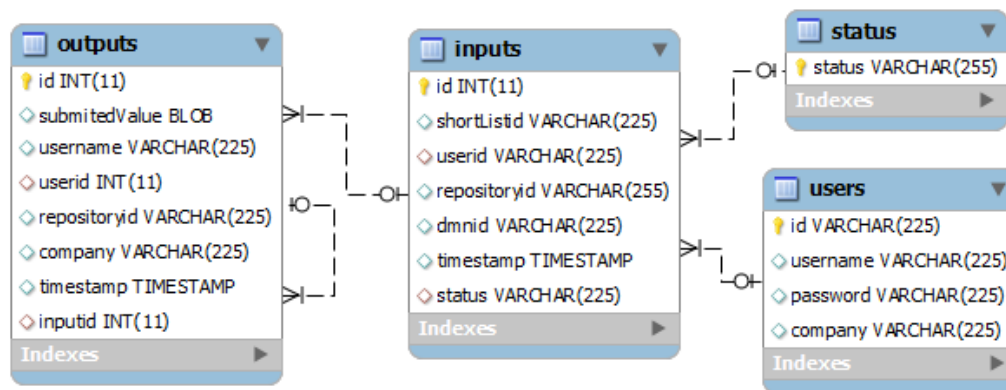 outputs
id INT(11)
submitedValue BLOB
username VARCHAR(225)
userid INT(11)
repositoryid VARCHAR(225)
company VARCHAR(225)
timestamp TIMESTAMP
inputid INT(11)
Indexes
inputs
id INT(11)
shortListid VARCHAR(225)
userid VARCHAR(225)
repositoryid VARCHAR(255)
dmnid VARCHAR(225)
timestamp TIMESTAMP
status VARCHAR(225)
Indexes
status
status VARCHAR(255)
Indexes
users
id VARCHAR(225)
username VARCHAR(225)
password VARCHAR(225)
company VARCHAR(225)
Indexes